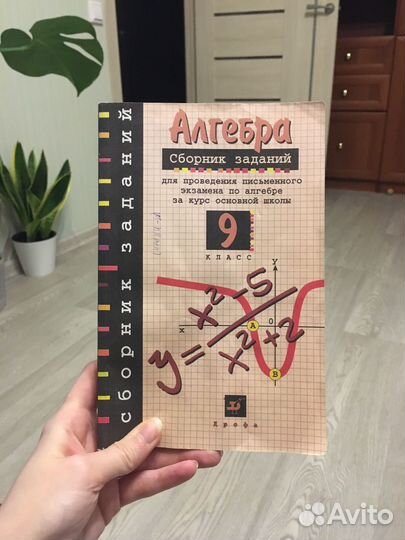 сборник заданий
Алгебра
Сборник заданий
для проведения письменного
экзамена по алгебре
за курс основной школы
9
КЛАСС
y = x² - 5 / x² + 2
y
x
0
A
B
Дрофа
Avito